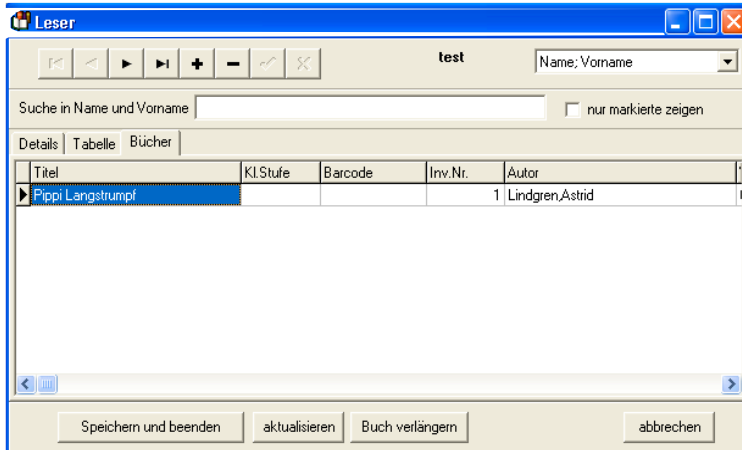 Leser
test
Name; Vorname
Suche in Name und Vorname
nur markierte zeigen
Details Tabelle Bücher
Titel Kl.Stufe Barcode Inv.Nr. Autor
Pippi Langstrumpf 1 Lindgren,Astrid
Speichern und beenden aktualisieren Buch verlängern abbrechen